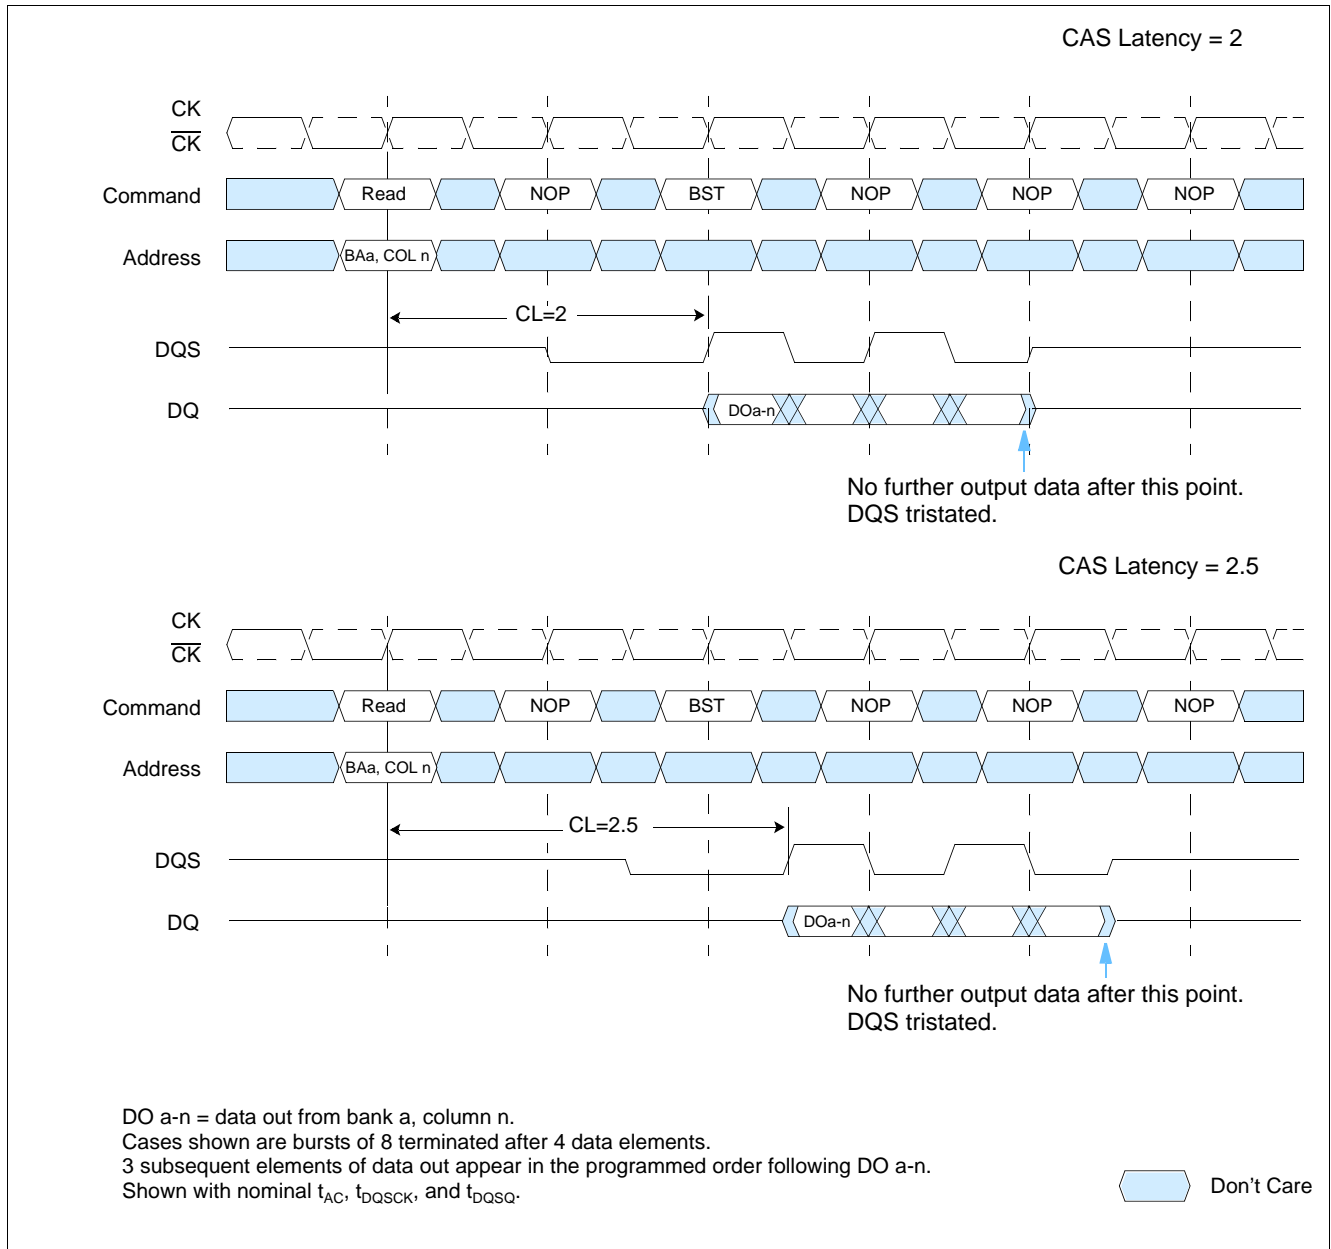 CAS Latency = 2
CK
CK
Command Read NOP BST NOP NOP NOP
Address BAa, COL n
CL=2
DQS
DQ DOa-n
No further output data after this point.
DQS tristated.
CAS Latency = 2.5
CK
CK
Command Read NOP BST NOP NOP NOP
Address BAa, COL n
CL=2.5
DQS
DQ DOa-n
No further output data after this point.
DQS tristated.
DO a-n = data out from bank a, column n.
Cases shown are bursts of 8 terminated after 4 data elements.
3 subsequent elements of data out appear in the programmed order following DO a-n.
Shown with nominal tAC, tDQSCK, and tDQSQ.
Don't Care